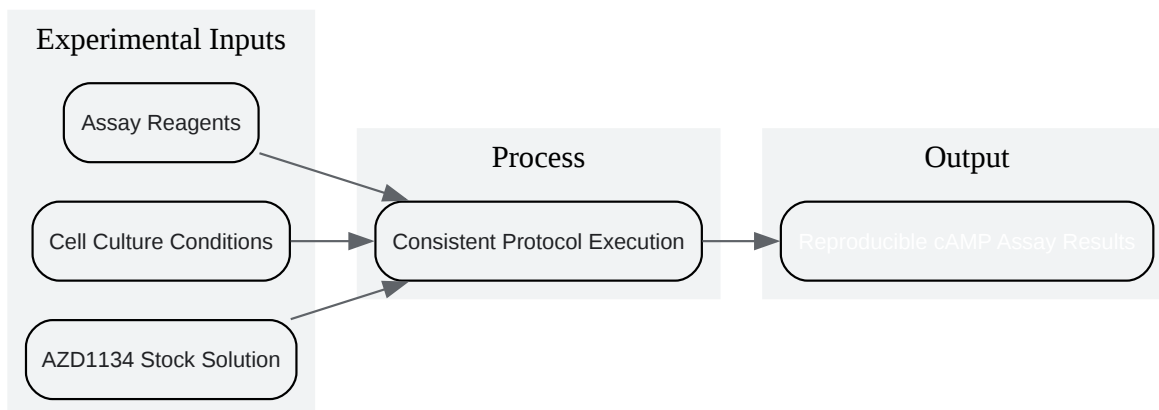 Experimental Inputs
Assay Reagents
Cell Culture Conditions
AZD1134 Stock Solution
Process
Consistent Protocol Execution
Output
Reproducible cAMP Assay Results